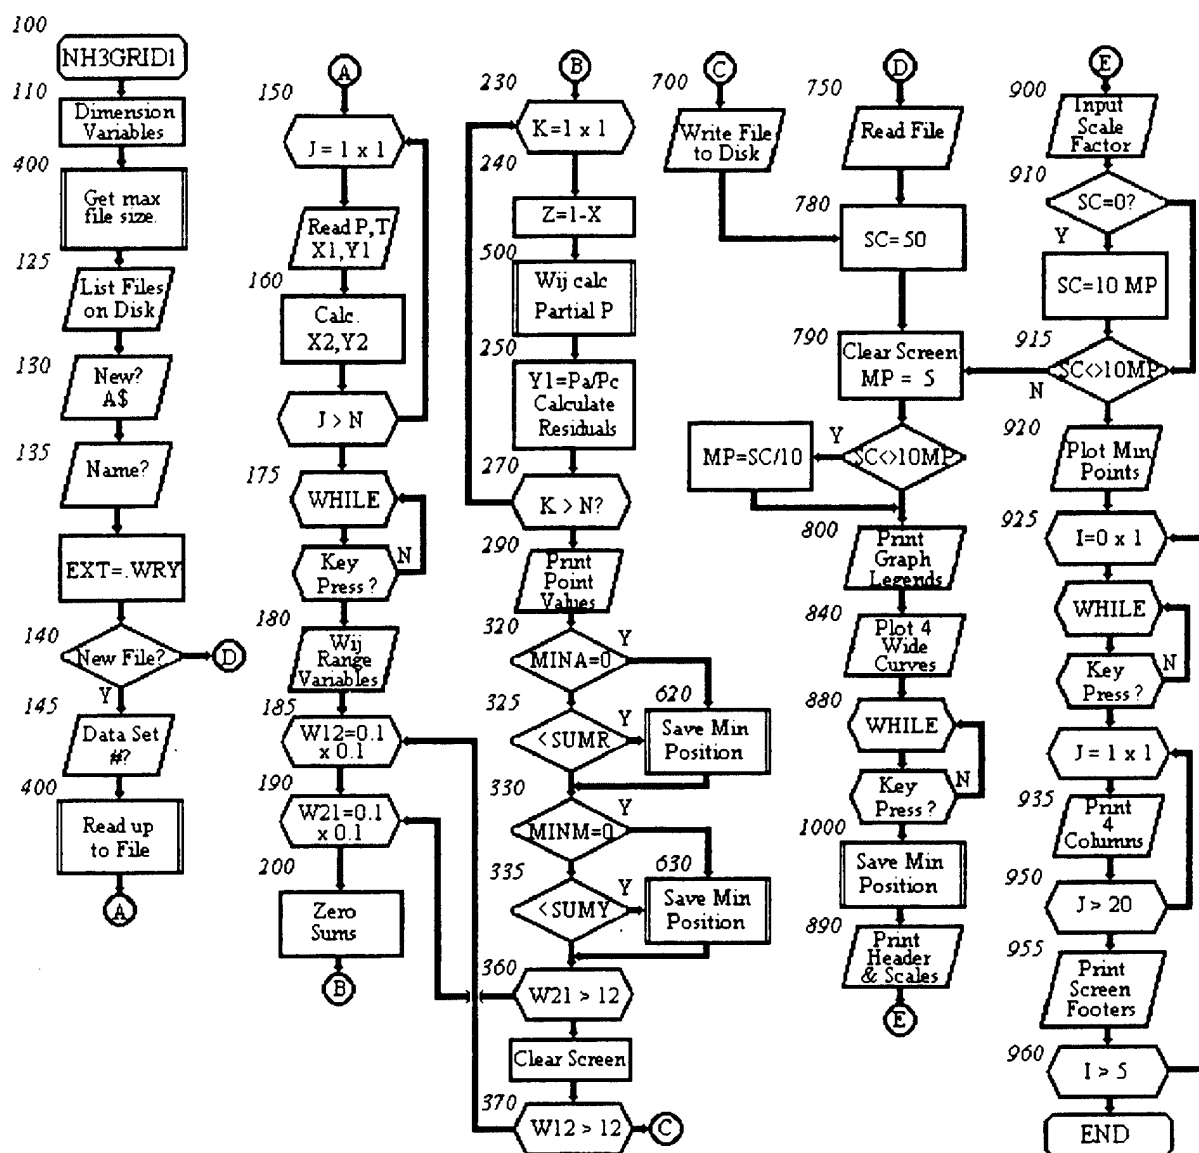 100
NH3GRID1
110
Dimension
Variables
400
Get max
file size.
125
List Files
on Disk
130
New?
A$
135
Name?
EXT=.WRY
140
New File?
D
Y
145
Data Set
#?
400
Read up
to File
A
A
150
J = 1 x 1
Read P,T
X1,Y1
160
Calc.
X2,Y2
J > N
175
WHILE
N
Key
Press?
180
Wij
Range
Variables
185
W12=0.1
x 0.1
190
W21=0.1
x 0.1
200
Zero
Sums
B
B
230
K=1 x 1
240
Z=1-X
500
Wij calc
Partial P
250
Y1=Pa/Pc
Calculate
Residuals
270
K > N?
290
Print
Point
Values
320
Y
MINA=0
325
620
Y
<SUMR
Save Min
Position
330
Y
MINM=0
335
630
Y
<SUMY
Save Min
Position
360
W21 > 12
Clear Screen
370
W12 > 12
C
C
700
Write File
to Disk
D
750
Read File
780
SC=50
790
Clear Screen
MP = 5
Y
MP=SC/10
SC<>10MP
800
Print
Graph
Legends
840
Plot 4
Wide
Curves
880
WHILE
N
Key
Press?
1000
Save Min
Position
890
Print
Header
& Scales
E
E
900
Input
Scale
Factor
910
SC=0?
Y
SC=10 MP
915
SC<>10MP
N
920
Plot Min
Points
925
I=0 x 1
WHILE
N
Key
Press?
J = 1 x 1
935
Print
4
Columns
950
J > 20
955
Print
Screen
Footers
960
I > 5
END